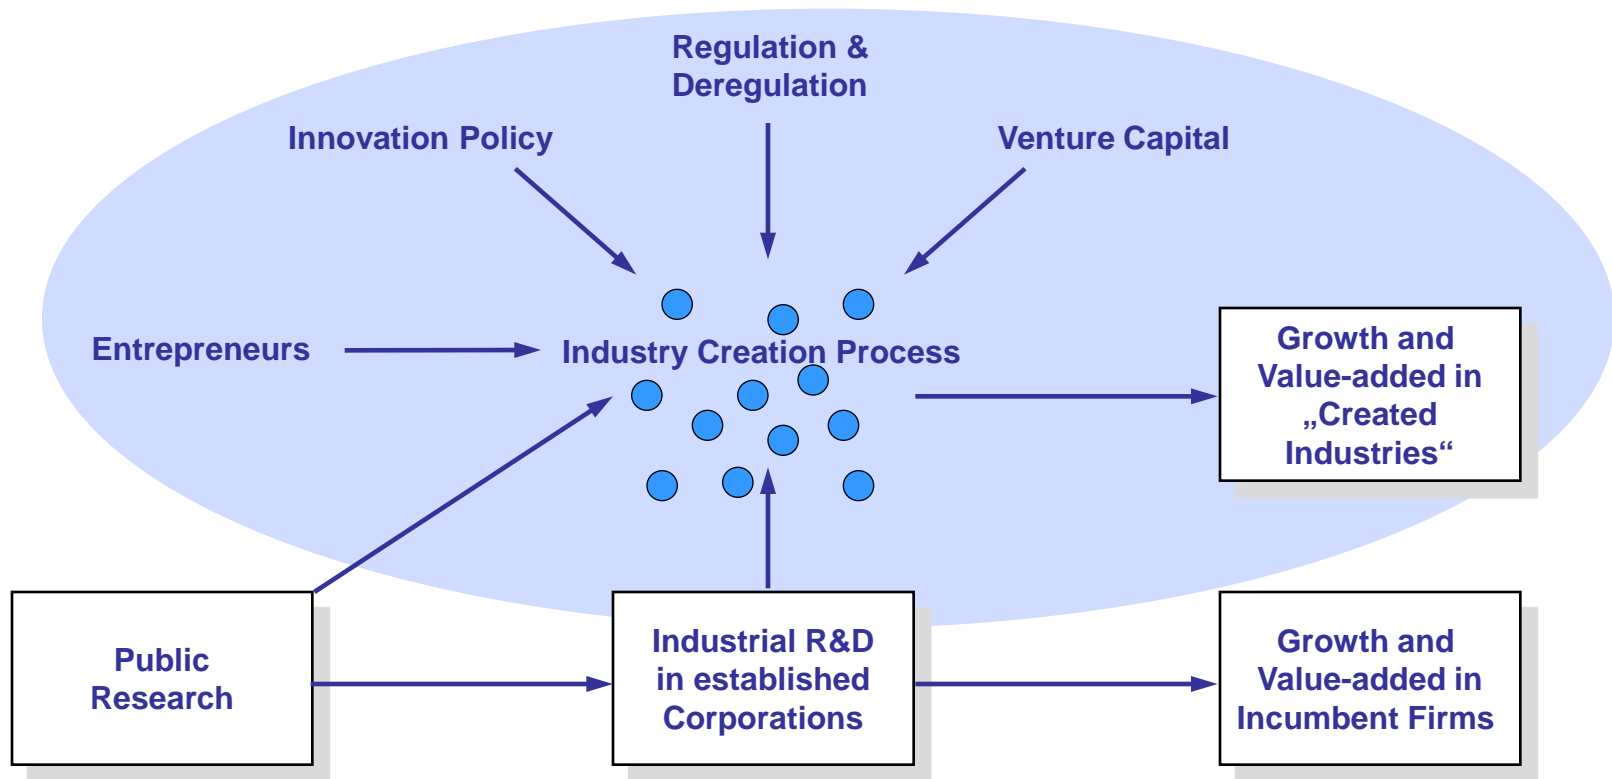 Regulation &
Deregulation
Innovation Policy
Venture Capital
Entrepreneurs
Industry Creation Process
Growth and
Value-added in
„Created
Industries“
Public
Research
Industrial R&D
in established
Corporations
Growth and
Value-added in
Incumbent Firms